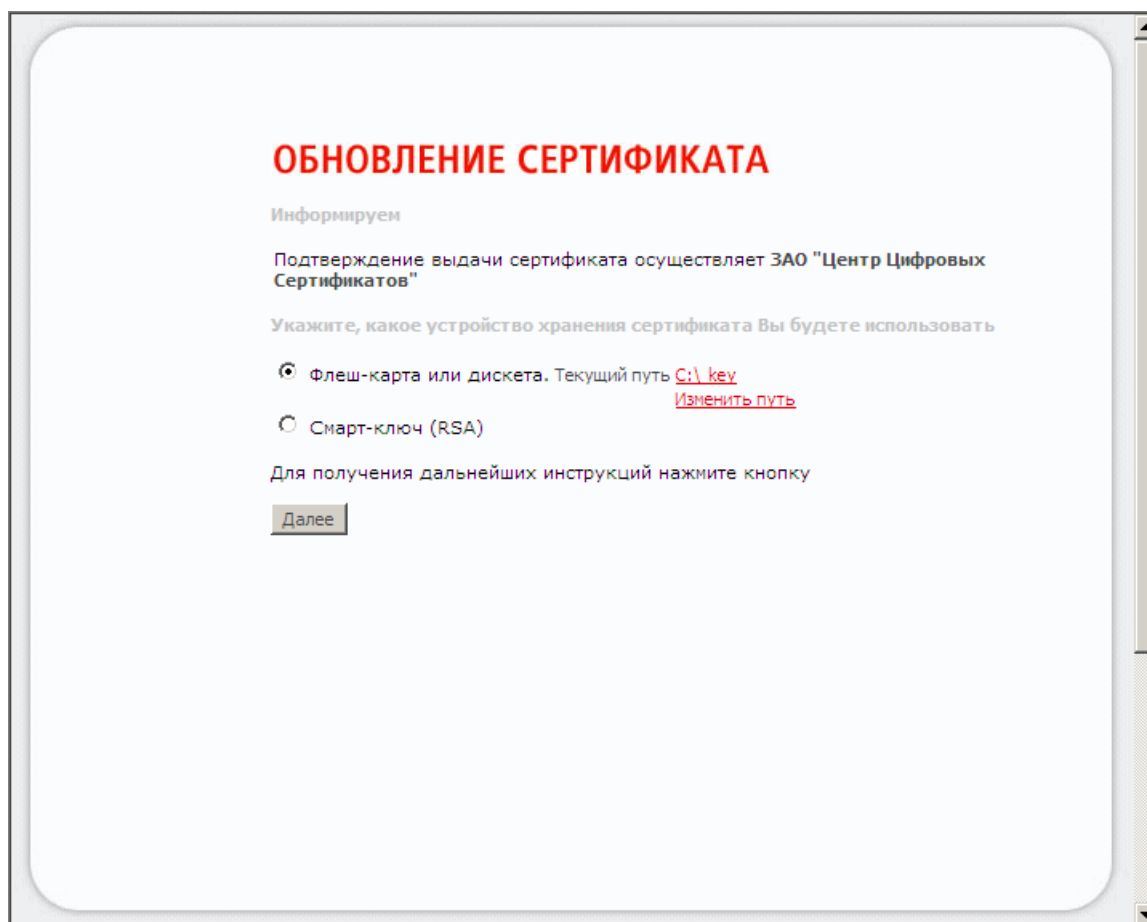 ОБНОВЛЕНИЕ СЕРТИФИКАТА
Информируем
Подтверждение выдачи сертификата осуществляет ЗАО "Центр Цифровых
Сертификатов"
Укажите, какое устройство хранения сертификата Вы будете использовать
Флеш-карта или дискета. Текущий путь C:\ key
Изменить путь
Смарт-ключ (RSA)
Для получения дальнейших инструкций нажмите кнопку
Далее